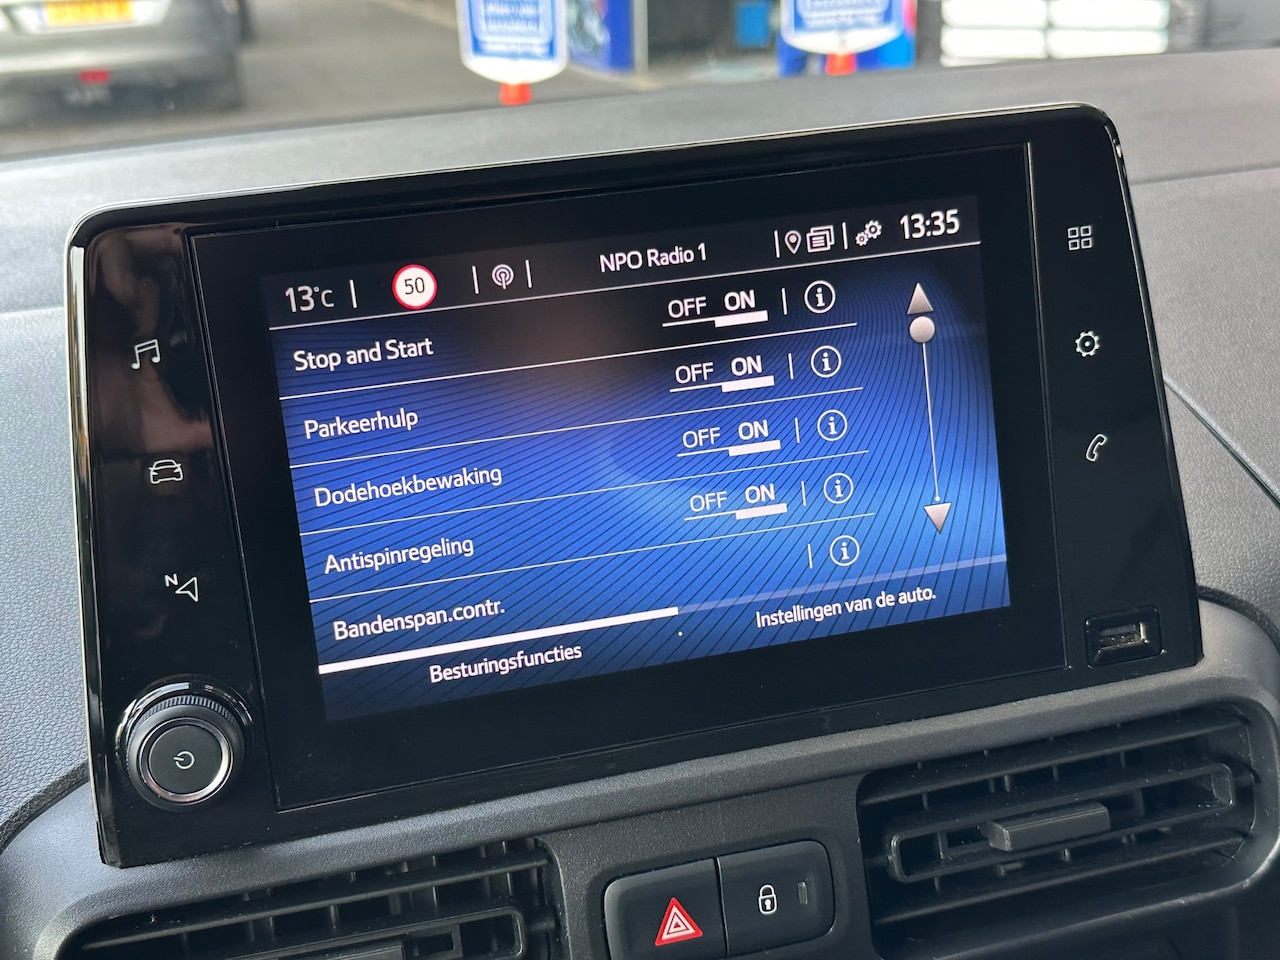 13°C 50 NPO Radio 1 13:35
Stop and Start OFF ON
Parkeerhulp OFF ON
Dodehoekbewaking OFF ON
Antispinregeling OFF ON
Bandenspan.contr.
Besturingsfuncties Instellingen van de auto.
N